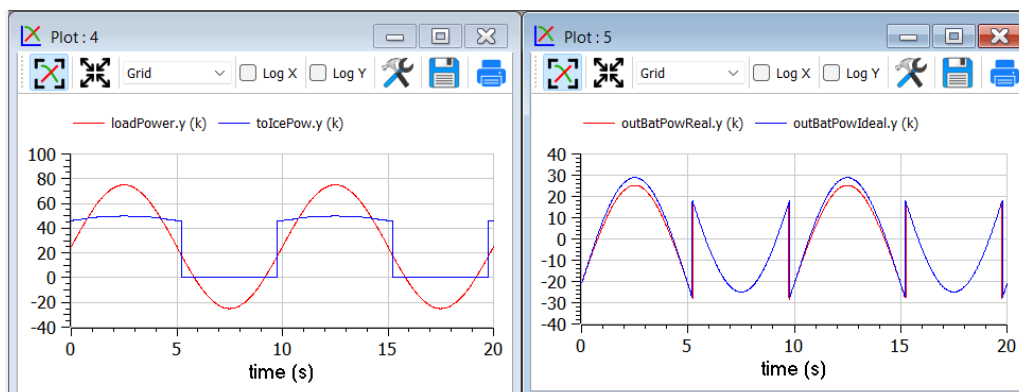 Plot : 4
Grid Log X Log Y
loadPower.y (k) toIcePow.y (k)
100
80
60
40
20
0
-20
-40
0 5 10 15 20
time (s)
Plot : 5
Grid Log X Log Y
outBatPowReal.y (k) outBatPowIdeal.y (k)
40
30
20
10
0
-10
-20
-30
40
0 5 10 15 20
time (s)